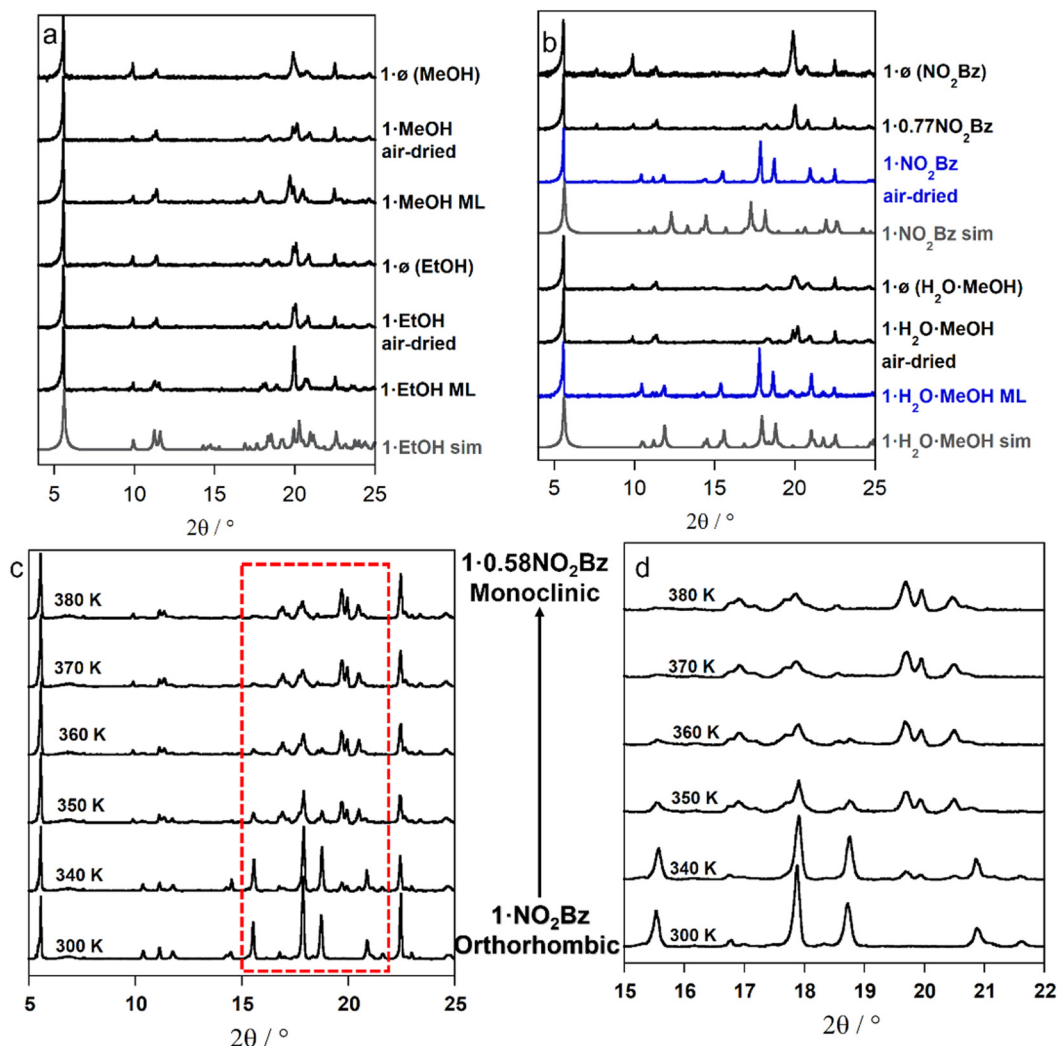 a
1·ø (MeOH)
1·MeOH
air-dried
1·MeOH ML
1·ø (EtOH)
1·EtOH
air-dried
1·EtOH ML
1·EtOH sim
5 10 15 20 25
2θ / °
b
1·ø (NO₂Bz)
1·0.77NO₂Bz
1·NO₂Bz
air-dried
1·NO₂Bz sim
1·ø (H₂O·MeOH)
1·H₂O·MeOH
air-dried
1·H₂O·MeOH ML
1·H₂O·MeOH sim
5 10 15 20 25
2θ / °
c
380 K
370 K
360 K
350 K
340 K
300 K
5 10 15 20 25
2θ / °
1·0.58NO₂Bz
Monoclinic
1·NO₂Bz
Orthorhombic
d
380 K
370 K
360 K
350 K
340 K
300 K
15 16 17 18 19 20 21 22
2θ / °